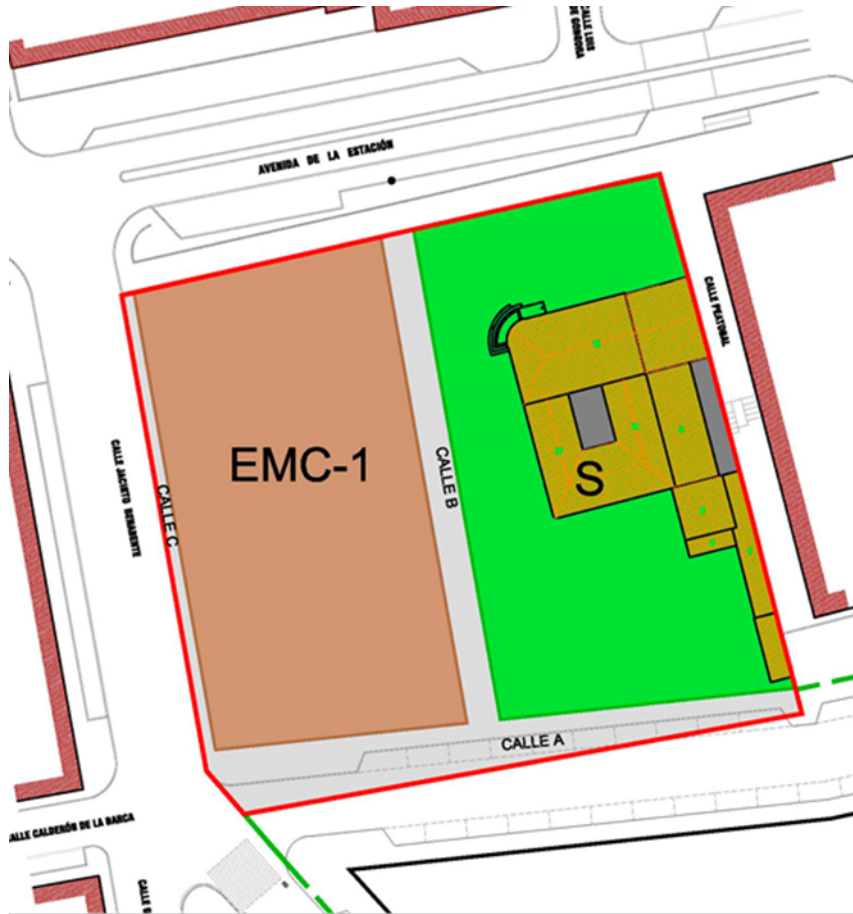 CALLE LUIS
DE GONGORA
AVENIDA DE LA ESTACIÓN
CALLE PEATONAL
EMC-1
CALLE B
S
CALLE JACINTO BENAVENTE
CALLE C
CALLE A
ALLE CALDERÓN DE LA BARCA